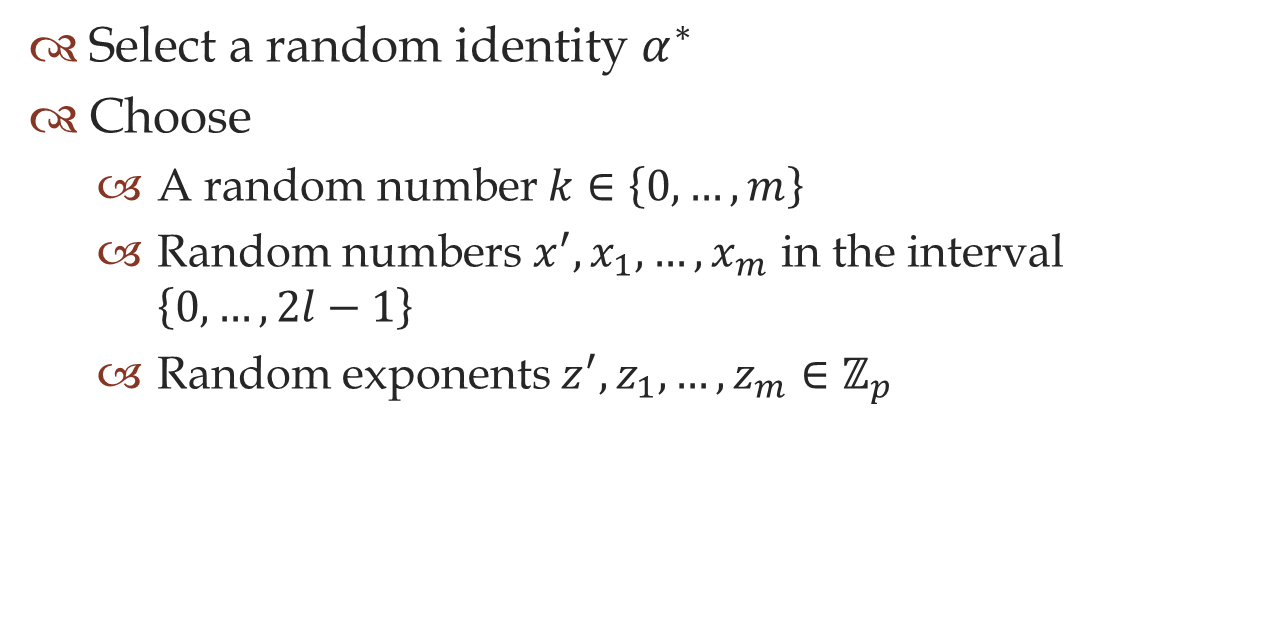 Select a random identity α*
Choose
A random number k ∈ {0, … , m}
Random numbers x′, x₁, … , xₘ in the interval
{0, … , 2l − 1}
Random exponents z′, z₁, … , zₘ ∈ ℤₚ